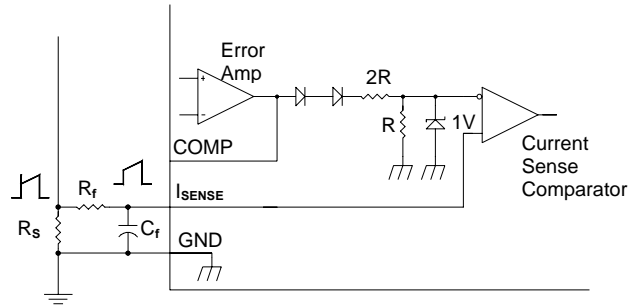 Error
Amp
2R
R
1V
Current
Sense
Comparator
COMP
Rf
ISENSE
RS
Cf
GND